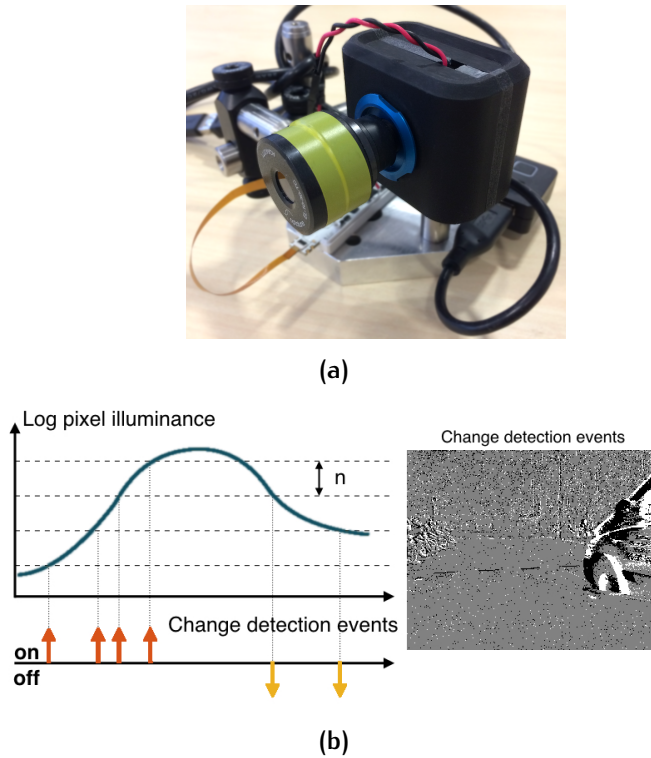 (a)
Log pixel illuminance
n
Change detection events
on
off
Change detection events
(b)